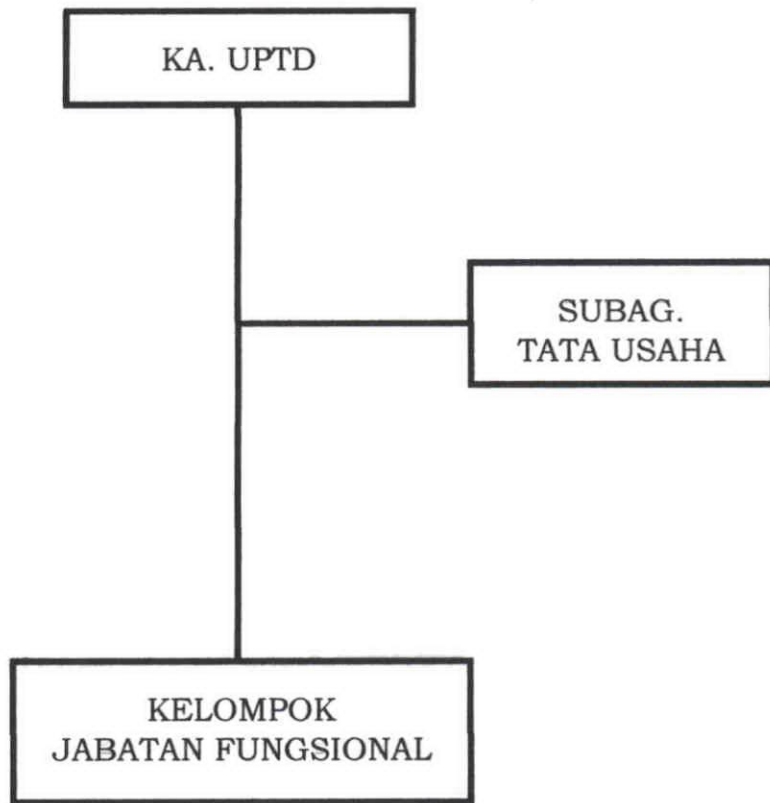 KA. UPTD
SUBAG.
TATA USAHA
KELOMPOK
JABATAN FUNGSIONAL